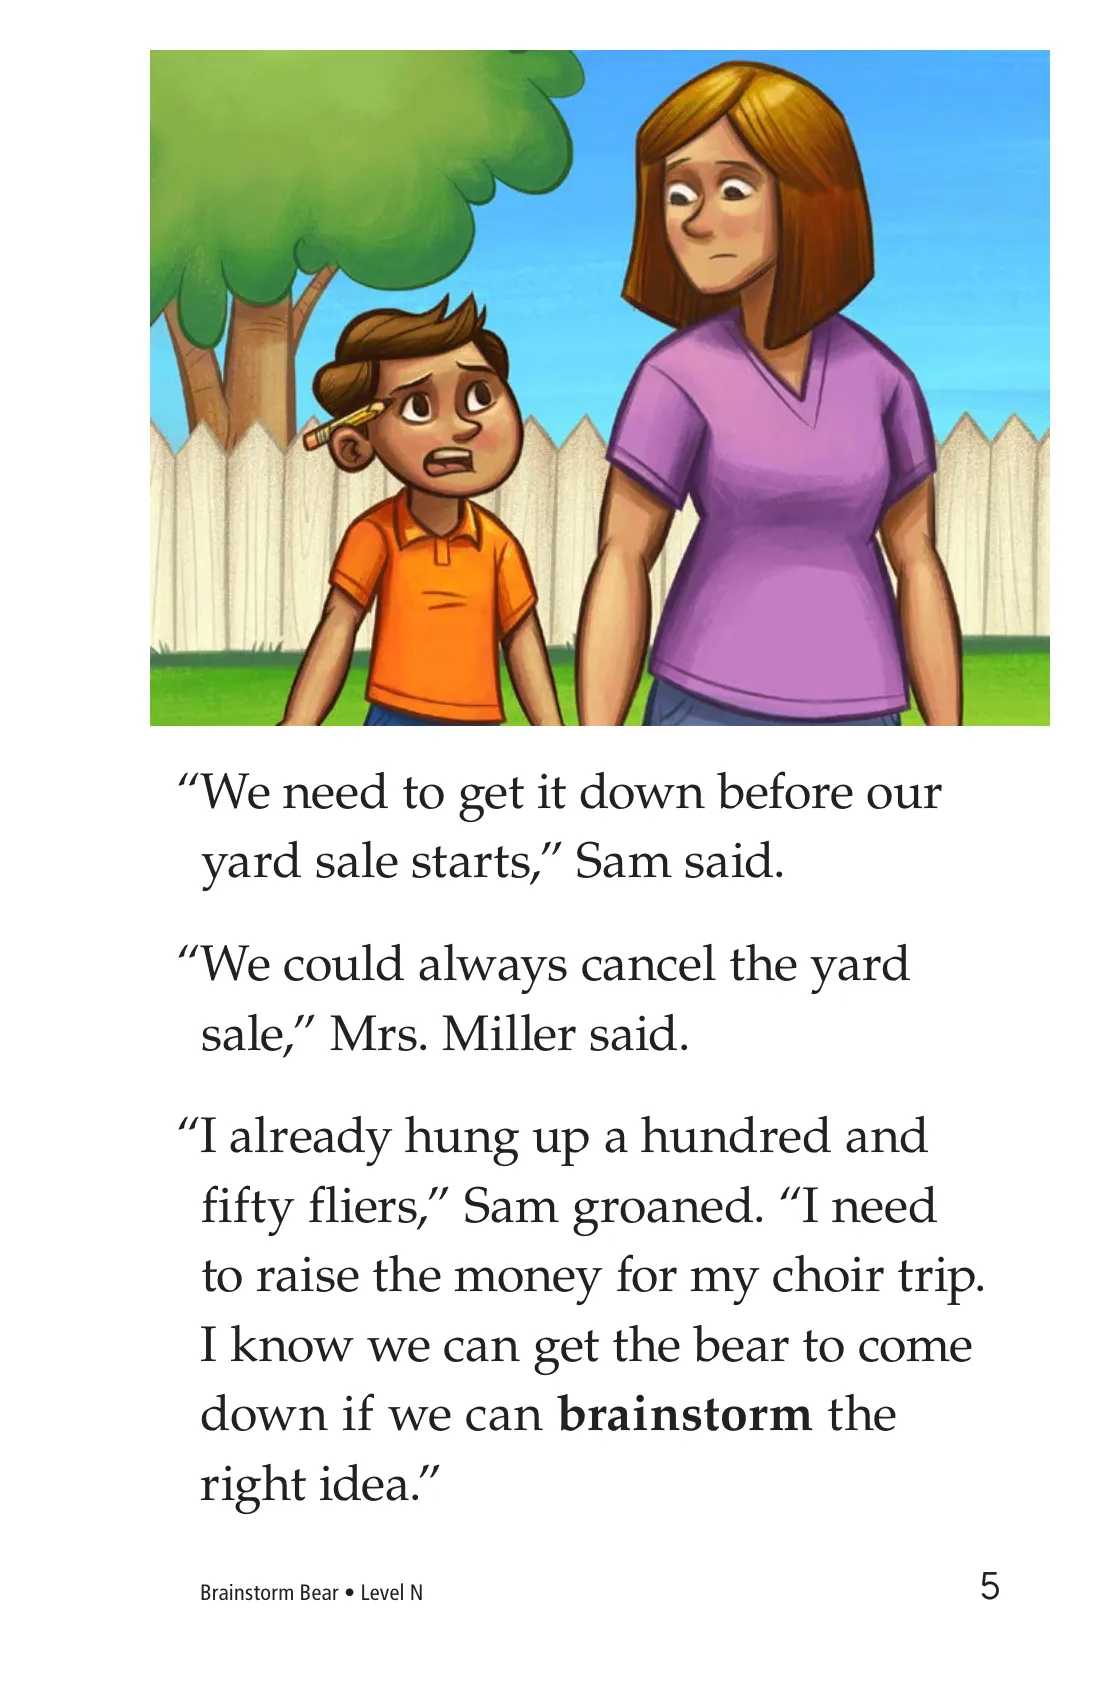 “We need to get it down before our
yard sale starts,” Sam said.
“We could always cancel the yard
sale,” Mrs. Miller said.
“I already hung up a hundred and
fifty fliers,” Sam groaned. “I need
to raise the money for my choir trip.
I know we can get the bear to come
down if we can brainstorm the
right idea.”
Brainstorm Bear • Level N
5